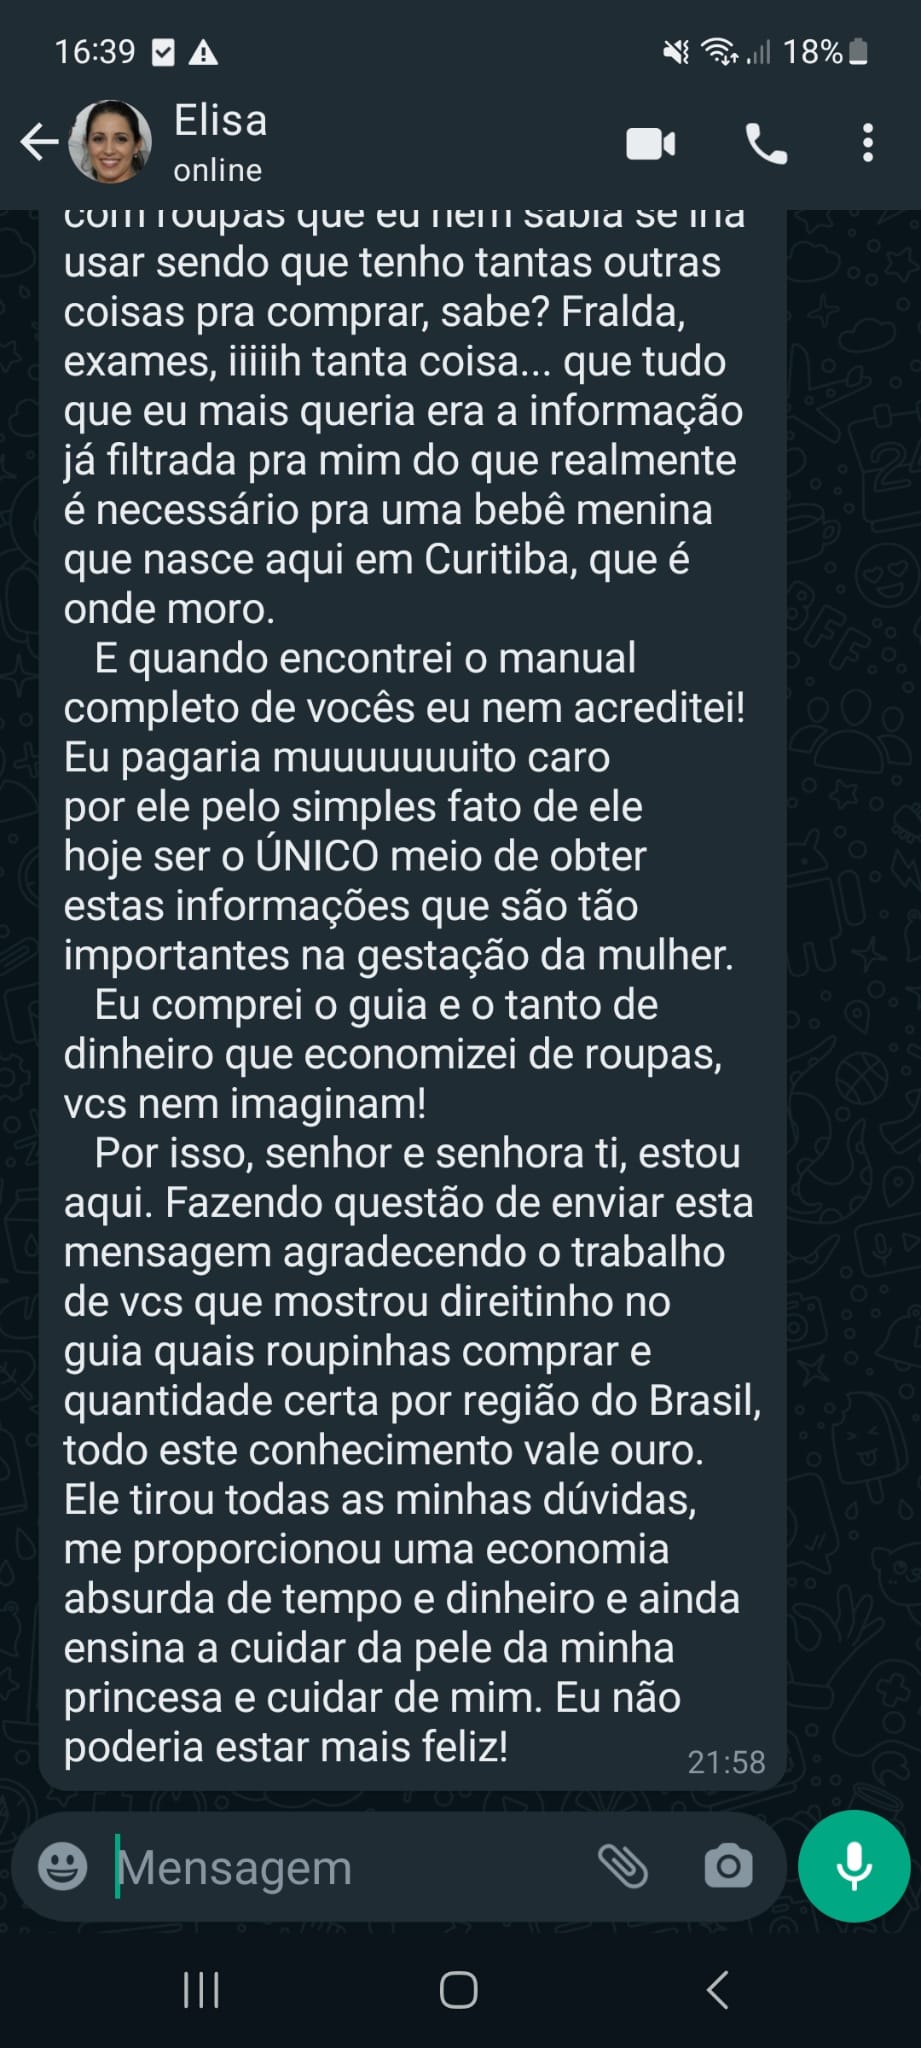 16:39
18%
Elisa
online
com roupas que eu nem sabia se iria
usar sendo que tenho tantas outras
coisas pra comprar, sabe? Fralda,
exames, iiiiih tanta coisa... que tudo
que eu mais queria era a informação
já filtrada pra mim do que realmente
é necessário pra uma bebê menina
que nasce aqui em Curitiba, que é
onde moro.
E quando encontrei o manual
completo de vocês eu nem acreditei!
Eu pagaria muuuuuuuito caro
por ele pelo simples fato de ele
hoje ser o ÚNICO meio de obter
estas informações que são tão
importantes na gestação da mulher.
Eu comprei o guia e o tanto de
dinheiro que economizei de roupas,
vcs nem imaginam!
Por isso, senhor e senhora ti, estou
aqui. Fazendo questão de enviar esta
mensagem agradecendo o trabalho
de vcs que mostrou direitinho no
guia quais roupinhas comprar e
quantidade certa por região do Brasil,
todo este conhecimento vale ouro.
Ele tirou todas as minhas dúvidas,
me proporcionou uma economia
absurda de tempo e dinheiro e ainda
ensina a cuidar da pele da minha
princesa e cuidar de mim. Eu não
poderia estar mais feliz!
21:58
Mensagem